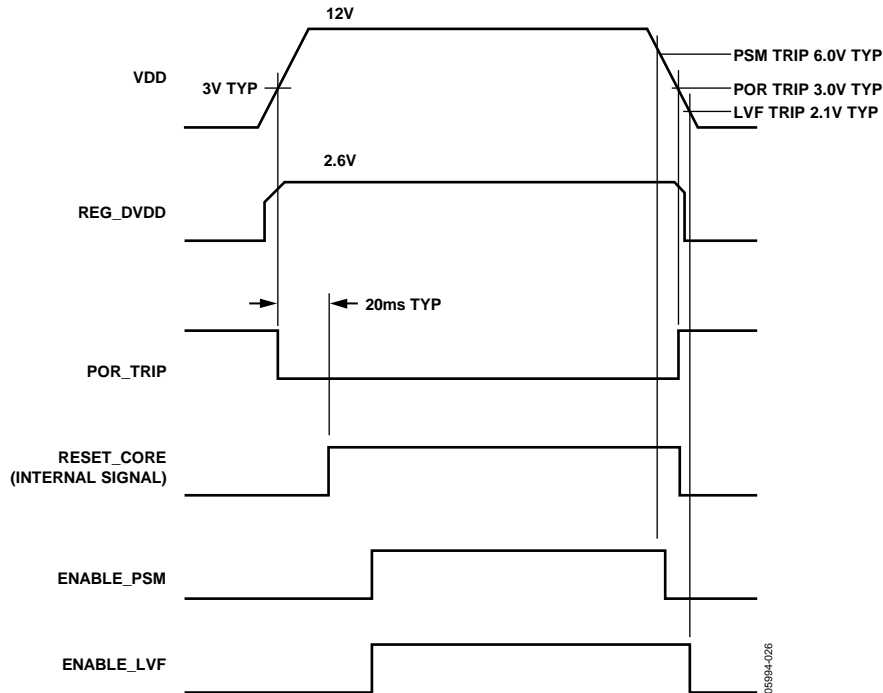 12V
VDD
3V TYP
PSM TRIP 6.0V TYP
POR TRIP 3.0V TYP
LVF TRIP 2.1V TYP
2.6V
REG_DVDD
20ms TYP
POR_TRIP
RESET_CORE
(INTERNAL SIGNAL)
ENABLE_PSM
ENABLE_LVF
05994-026